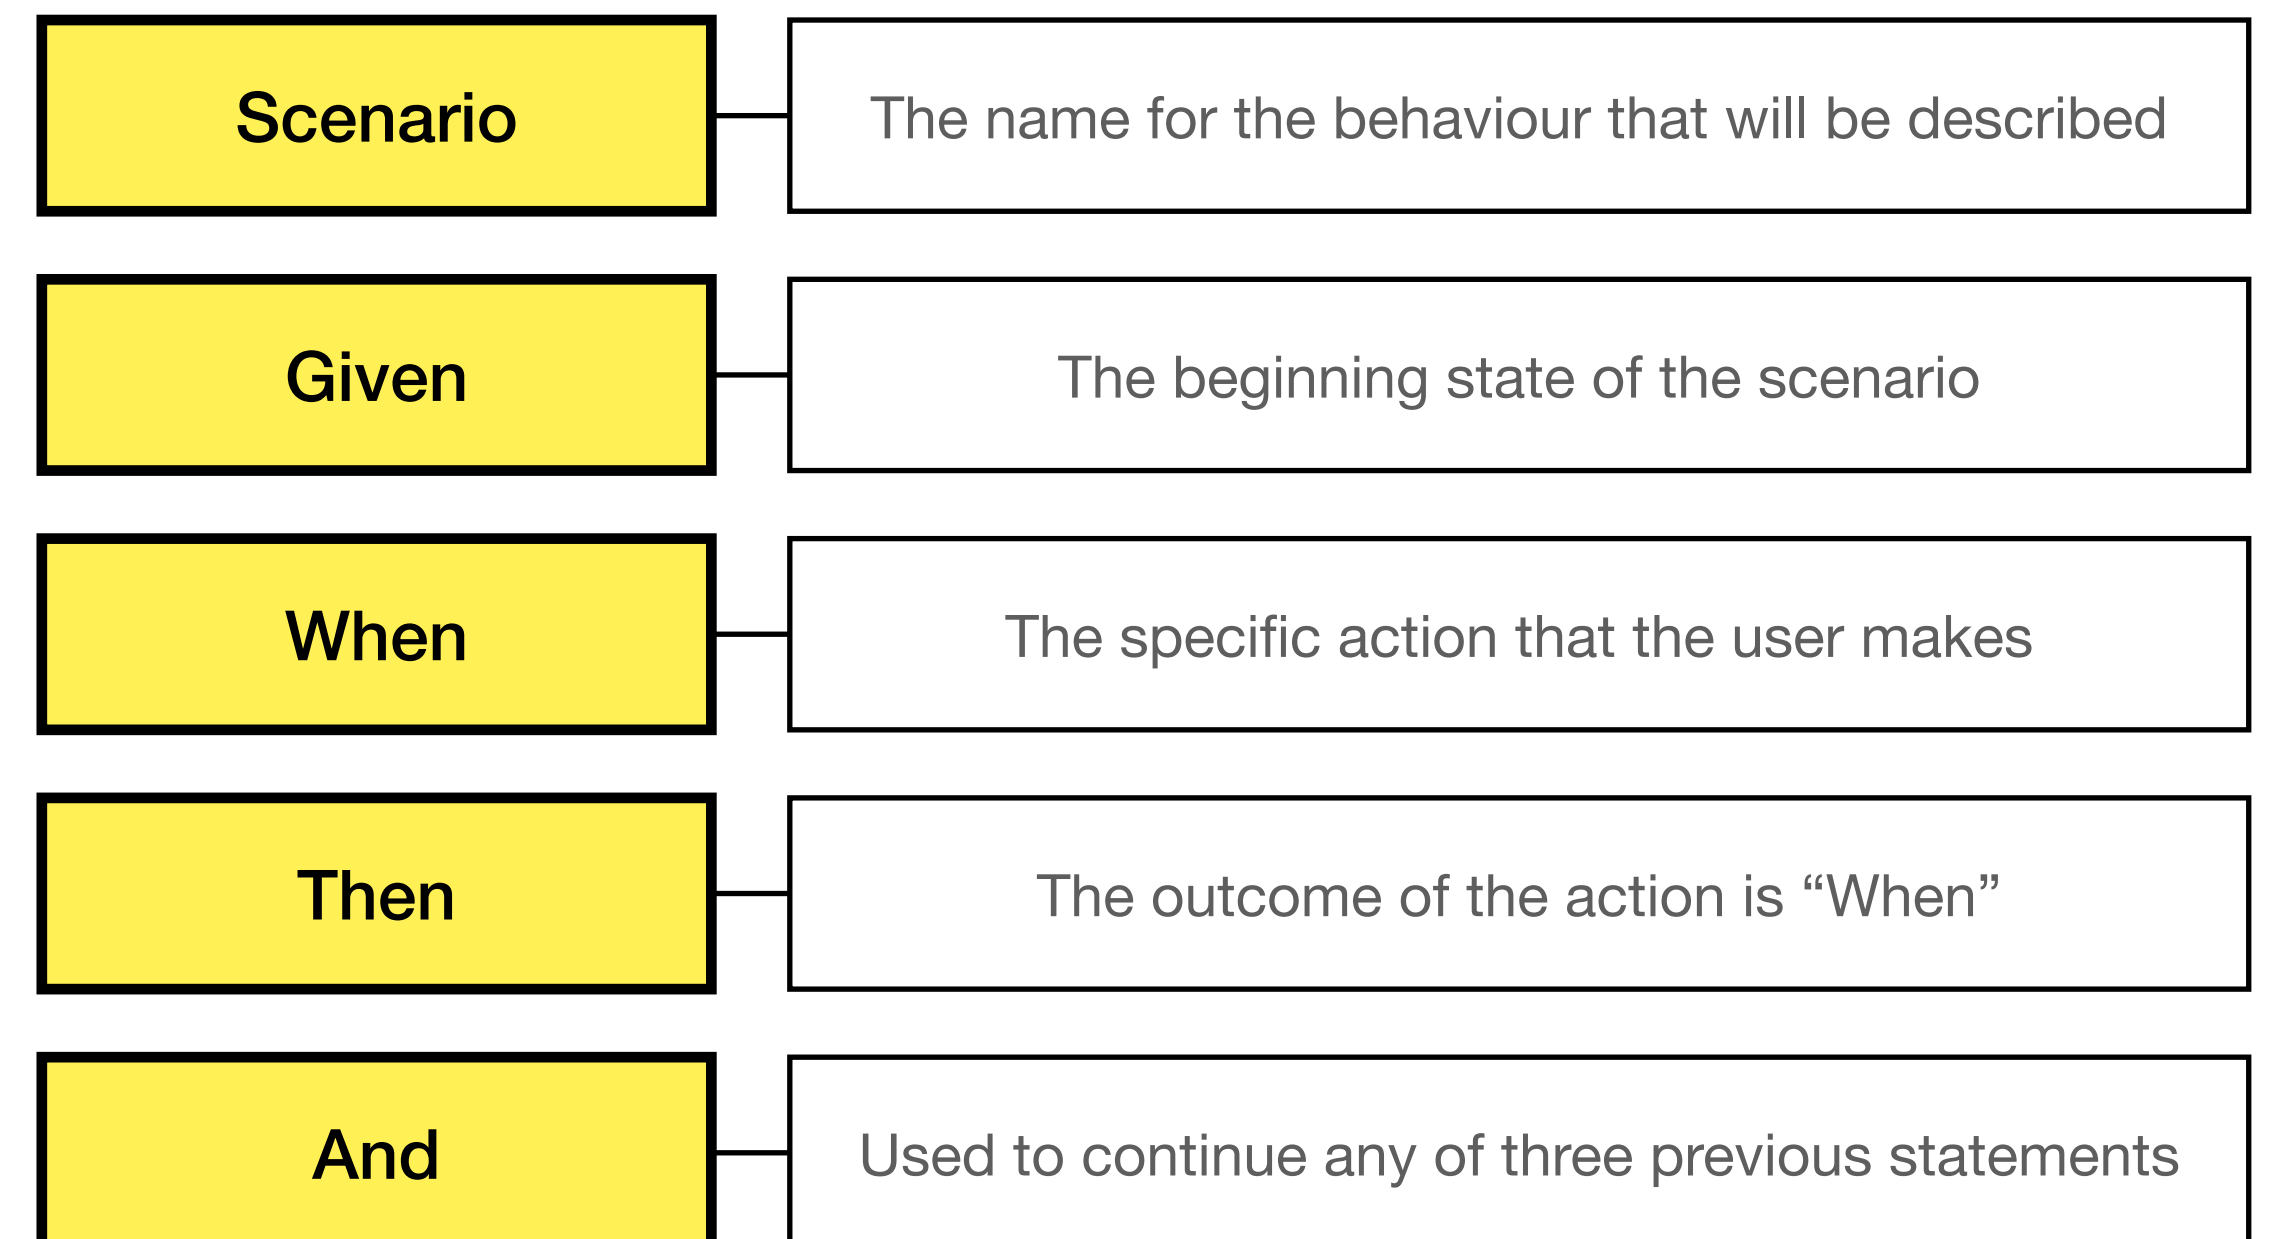 Scenario
The name for the behaviour that will be described
Given
The beginning state of the scenario
When
The specific action that the user makes
Then
The outcome of the action is “When”
And
Used to continue any of three previous statements